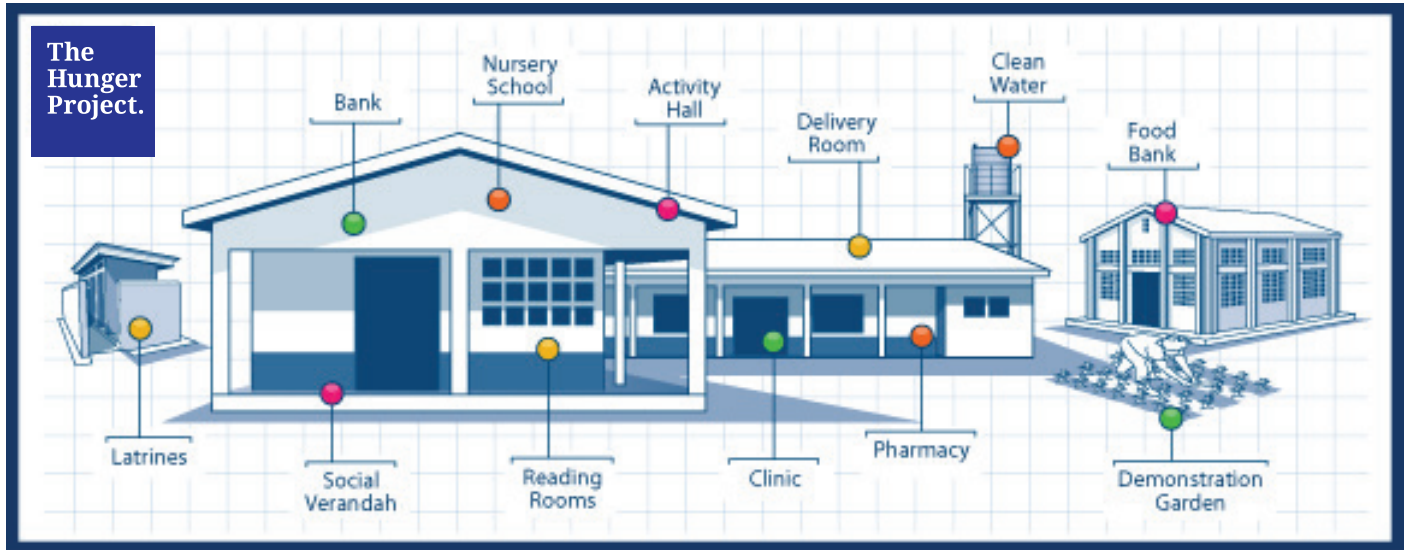 The
Hunger
Project.
Bank
Nursery
School
Activity
Hall
Delivery
Room
Clean
Water
Food
Bank
Latrines
Social
Verandah
Reading
Rooms
Clinic
Pharmacy
Demonstration
Garden